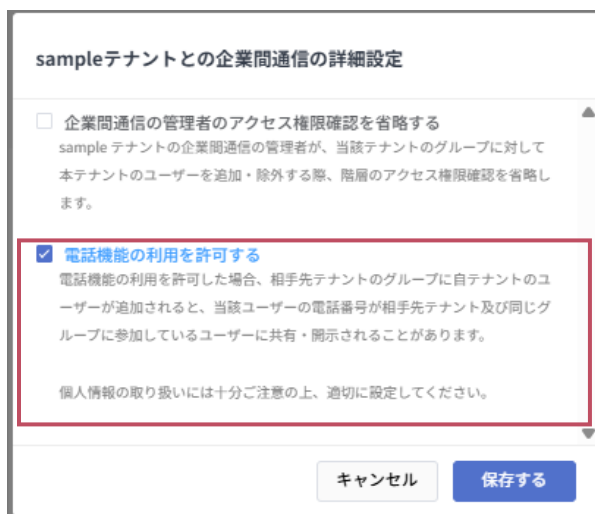 sampleテナントとの企業間通信の詳細設定
企業間通信の管理者のアクセス権限確認を省略する
sample テナントの企業間通信の管理者が、当該テナントのグループに対して
本テナントのユーザーを追加・除外する際、階層のアクセス権限確認を省略し
ます。
電話機能の利用を許可する
電話機能の利用を許可した場合、相手先テナントのグループに自テナントのユ
ーザーが追加されると、当該ユーザーの電話番号が相手先テナント及び同じグ
ループに参加しているユーザーに共有・開示されることがあります。
個人情報の取り扱いには十分ご注意の上、適切に設定してください。
キャンセル
保存する